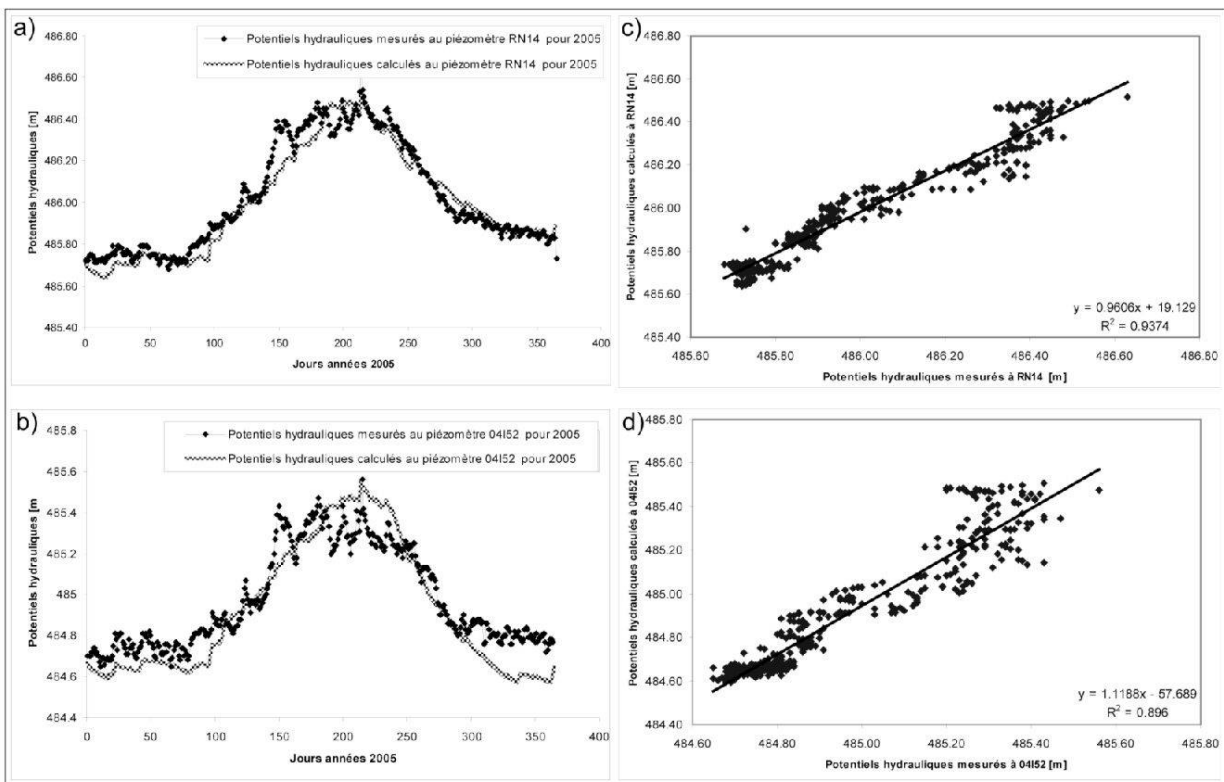 a)
486.80
486.60
486.40
486.20
486.00
485.80
485.60
485.40
Potentiels hydrauliques [m]
Potentiels hydrauliques mesurés au piézomètre RN14 pour 2005
Potentiels hydrauliques calculés au piézomètre RN14 pour 2005
0 50 100 150 200 250 300 350 400
Jours années 2005
c)
486.80
486.60
486.40
486.20
486.00
485.80
485.60
485.40
Potentiels hydrauliques calculés à RN14 [m]
y = 0.9606x + 19.129
R² = 0.9374
485.60 485.80 486.00 486.20 486.40 486.60 486.80
Potentiels hydrauliques mesurés à RN14 [m]
b)
485.8
485.6
485.4
485.2
485
484.8
484.6
484.4
Potentiels hydrauliques [m
Potentiels hydrauliques mesurés au piézomètre 04I52 pour 2005
Potentiels hydrauliques calculés au piézomètre 04I52 pour 2005
0 50 100 150 200 250 300 350 400
Jours années 2005
d)
485.80
485.60
485.40
485.20
485.00
484.80
484.60
484.40
Potentiels hydrauliques calculés à 04I52 [m]
y = 1.1188x - 57.689
R² = 0.896
484.60 484.80 485.00 485.20 485.40 485.60 485.80
Potentiels hydrauliques mesurés à 04I52 [m]